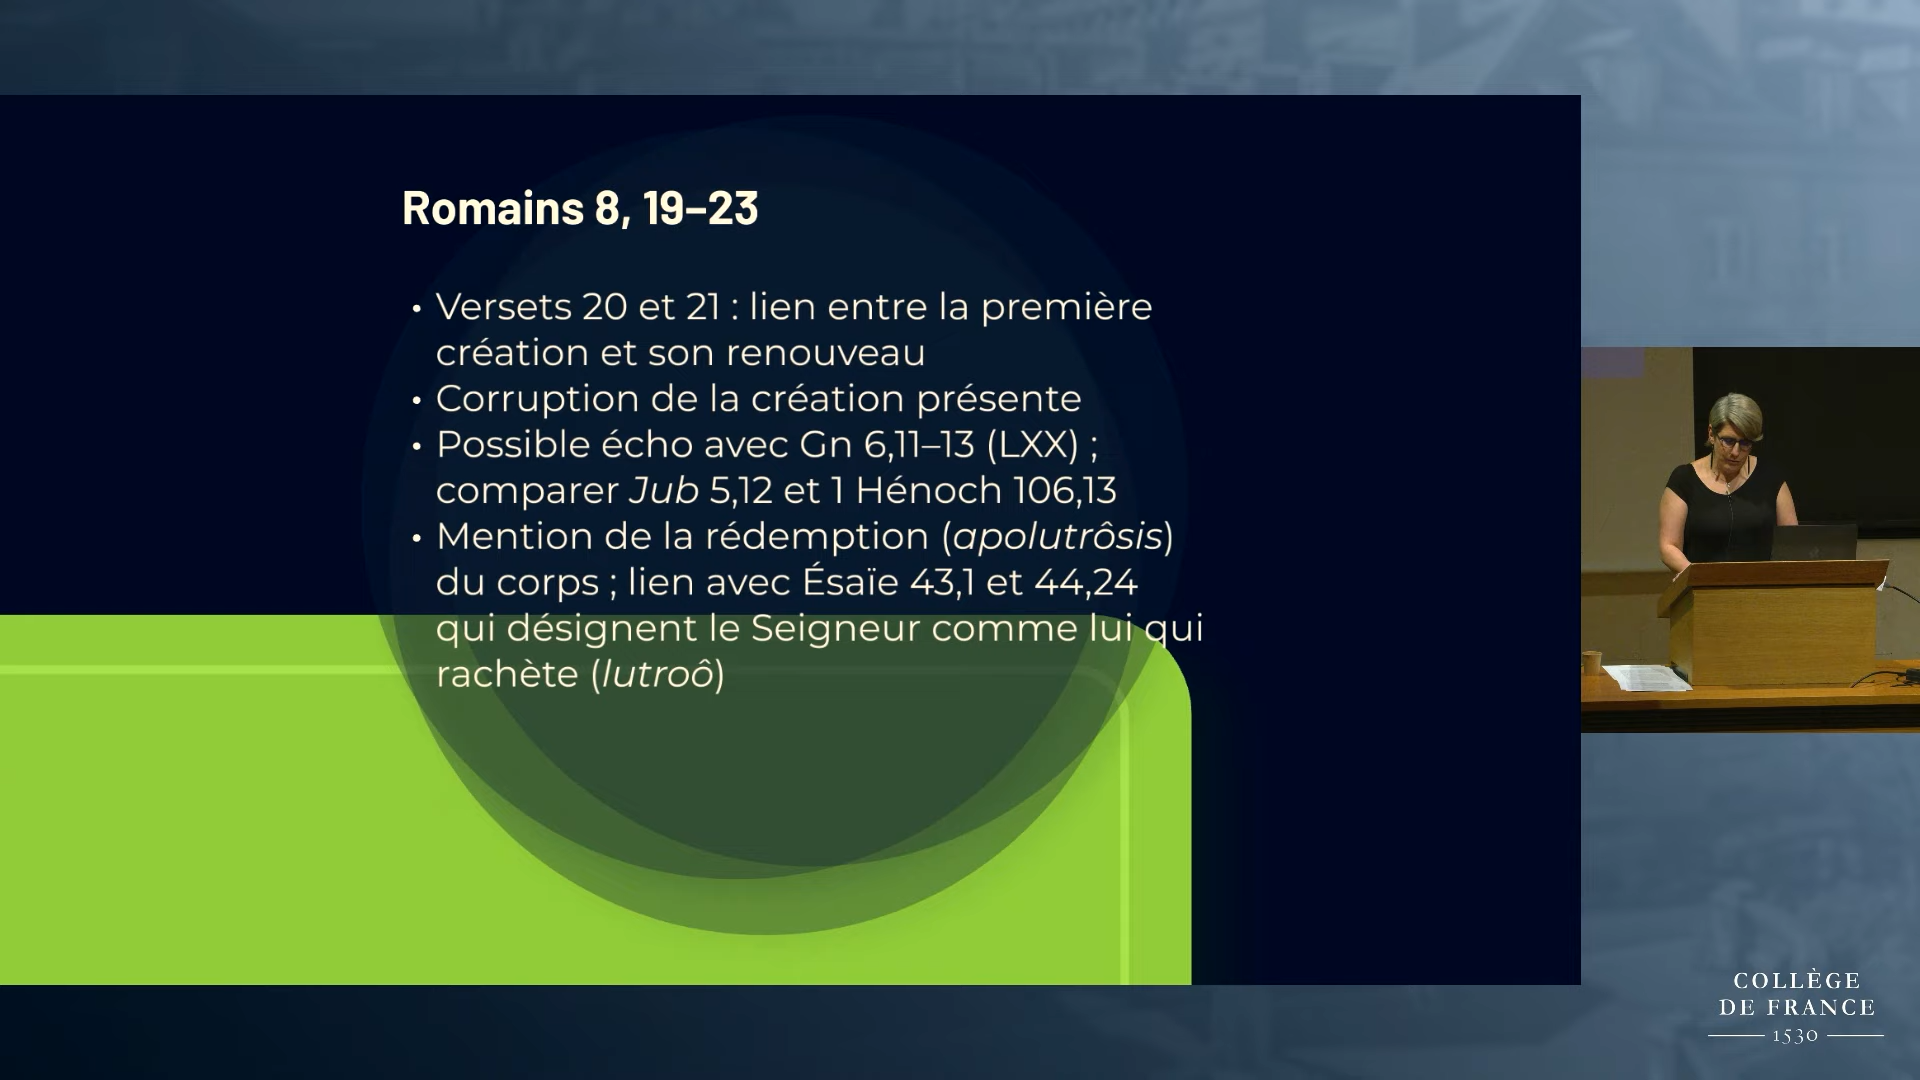 Romains 8, 19–23
• Versets 20 et 21 : lien entre la première
création et son renouveau
• Corruption de la création présente
• Possible écho avec Gn 6,11–13 (LXX) ;
comparer Jub 5,12 et 1 Hénoch 106,13
• Mention de la rédemption (apolutrôsis)
du corps ; lien avec Ésaïe 43,1 et 44,24
qui désignent le Seigneur comme lui qui
rachète (lutroô)
COLLÈGE
DE FRANCE
1530